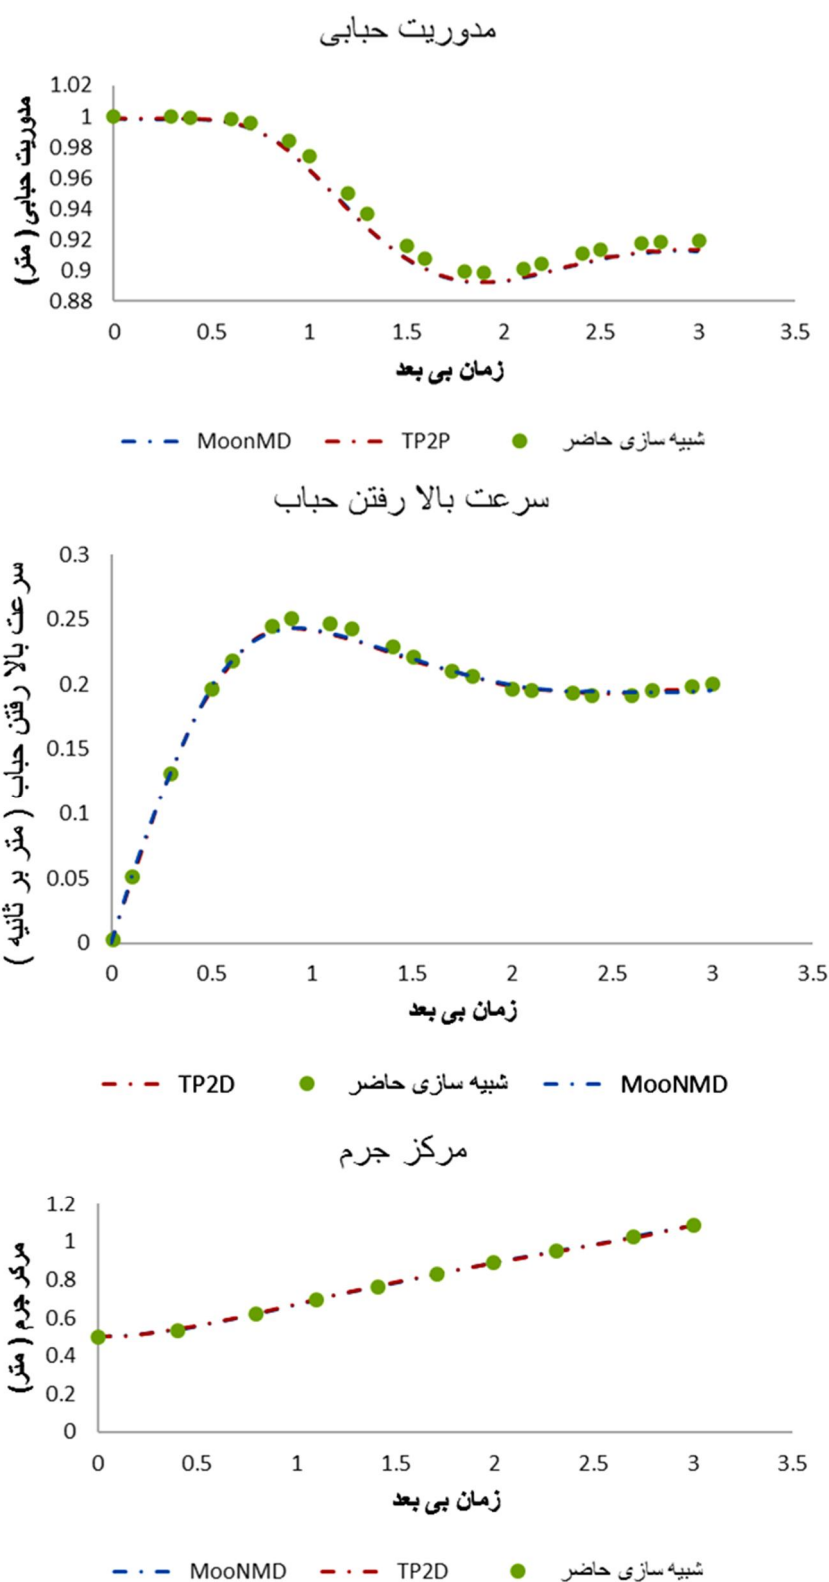 مدوریت حبابی
1.02
1
0.98
0.96
0.94
0.92
0.9
0.88
مدوریت حبابی ( متر)
0 0.5 1 1.5 2 2.5 3 3.5
زمان بی بعد
MoonMD TP2P شبیه سازی حاضر
سرعت بالا رفتن حباب
0.3
0.25
0.2
0.15
0.1
0.05
0
سرعت بالا رفتن حباب ( متر بر ثانیه )
0 0.5 1 1.5 2 2.5 3 3.5
زمان بی بعد
TP2D شبیه سازی حاضر MooNMD
مرکز جرم
1.2
1
0.8
0.6
0.4
0.2
0
مرکز جرم ( متر)
0 0.5 1 1.5 2 2.5 3 3.5
زمان بی بعد
MooNMD TP2D شبیه سازی حاضر